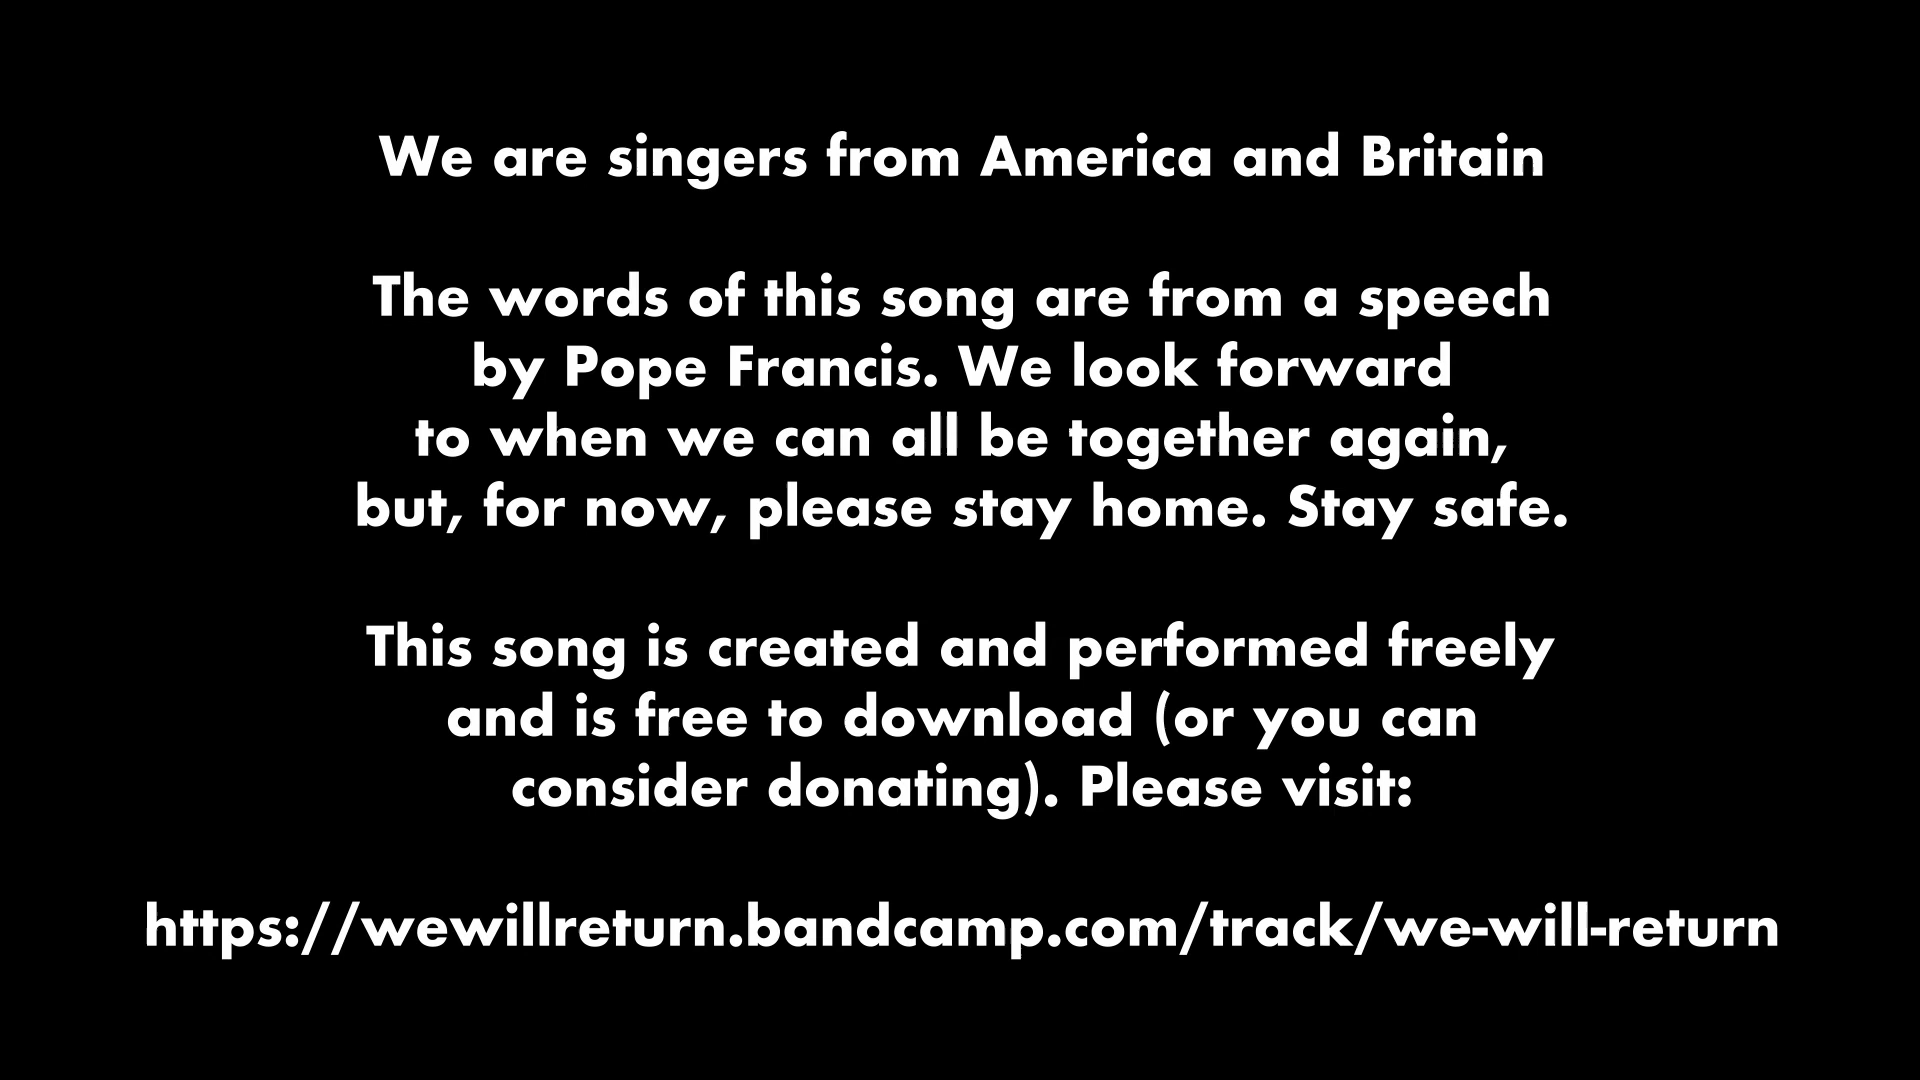 We are singers from America and Britain
The words of this song are from a speech
by Pope Francis. We look forward
to when we can all be together again,
but, for now, please stay home. Stay safe.
This song is created and performed freely
and is free to download (or you can
consider donating). Please visit:
https://wewillreturn.bandcamp.com/track/we-will-return